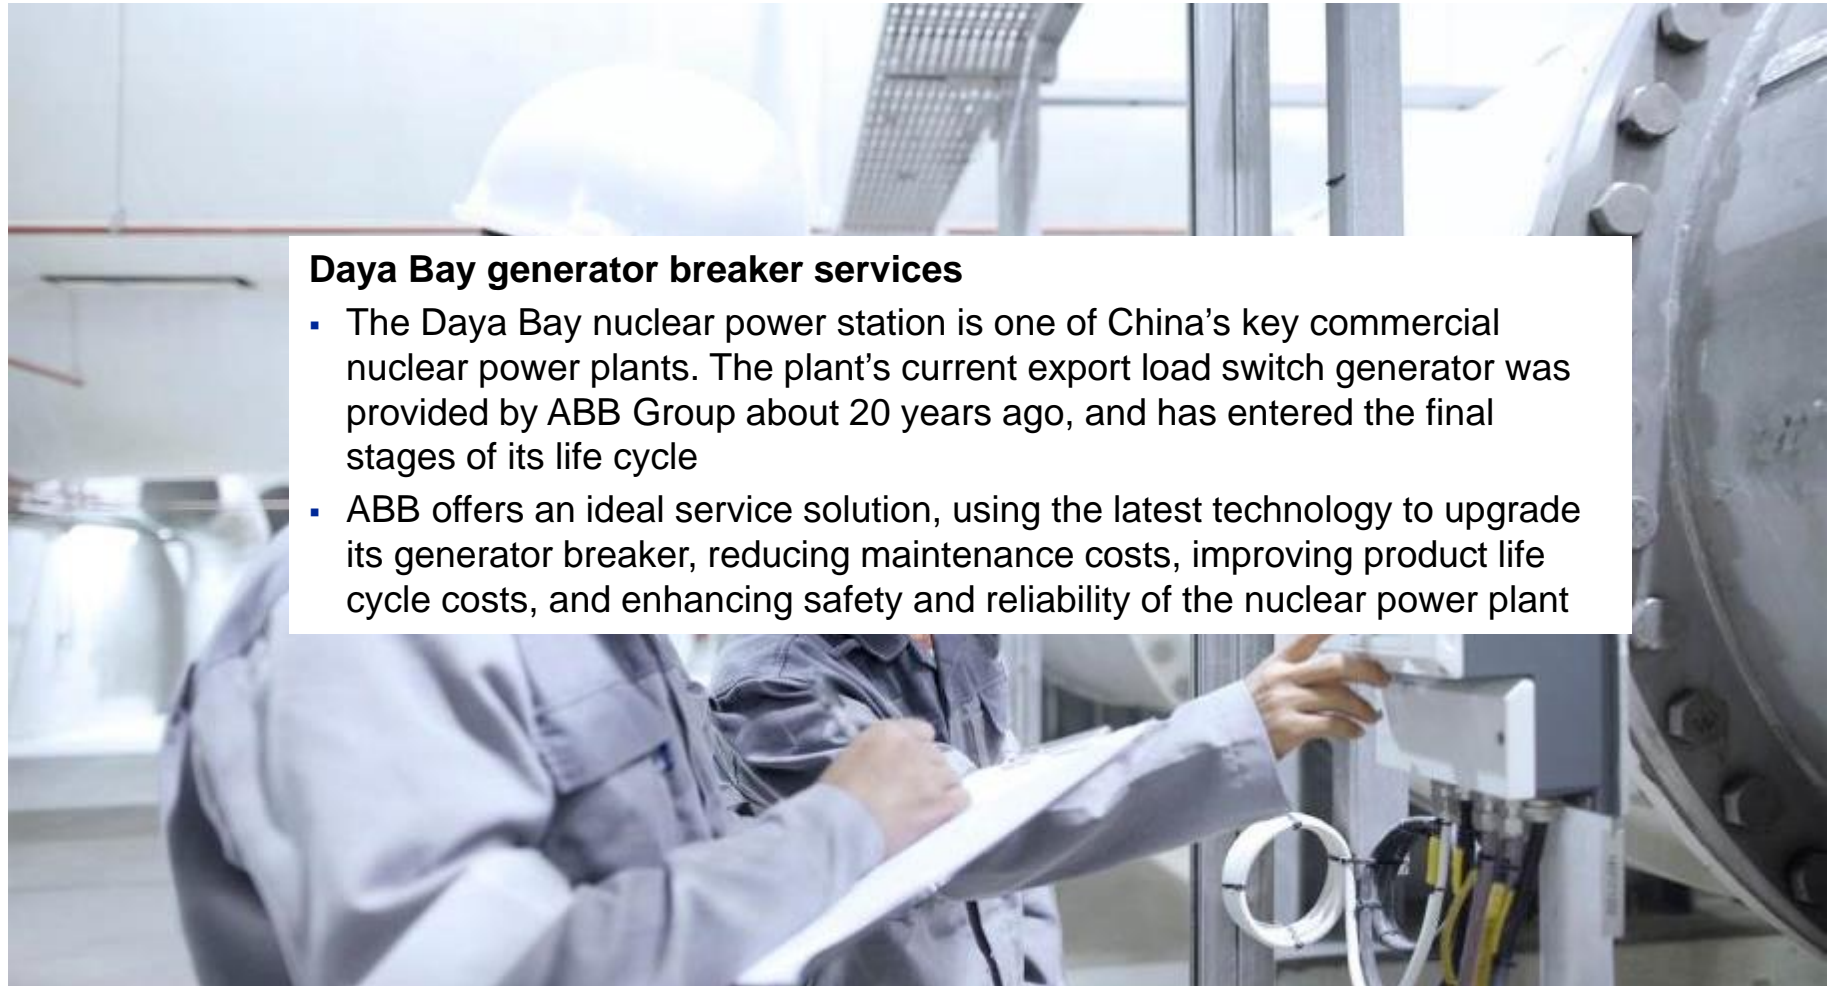 Daya Bay generator breaker services
▪ The Daya Bay nuclear power station is one of China’s key commercial
nuclear power plants. The plant’s current export load switch generator was
provided by ABB Group about 20 years ago, and has entered the final
stages of its life cycle
▪ ABB offers an ideal service solution, using the latest technology to upgrade
its generator breaker, reducing maintenance costs, improving product life
cycle costs, and enhancing safety and reliability of the nuclear power plant